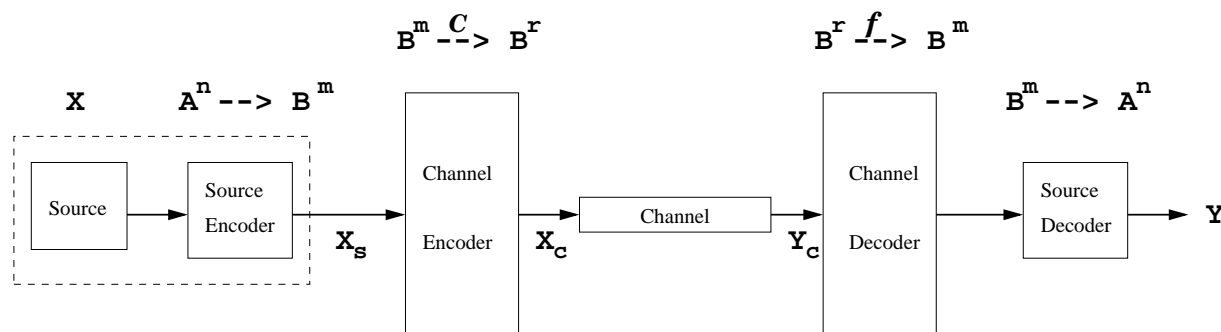 B^m --C--> B^r
B^r --f--> B^m
X
A^n --> B^m
B^m --> A^n
Source
Source
Encoder
X_s
Channel
Encoder
X_c
Channel
Y_c
Channel
Decoder
Source
Decoder
Y